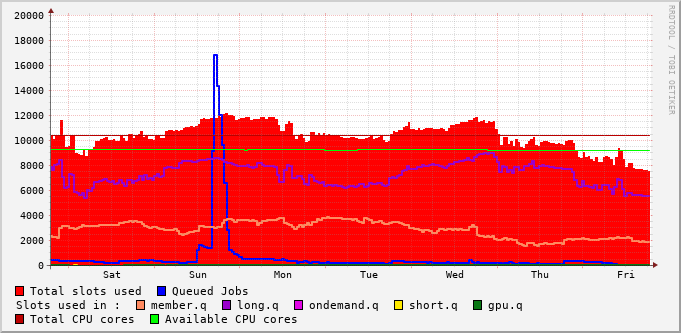 20000
18000
16000
14000
12000
10000
8000
6000
4000
2000
0
Sat Sun Mon Tue Wed Thu Fri
RRDTOOL / TOBI OETIKER
Total slots used Queued Jobs
Slots used in : member.q long.q ondemand.q short.q gpu.q
Total CPU cores Available CPU cores